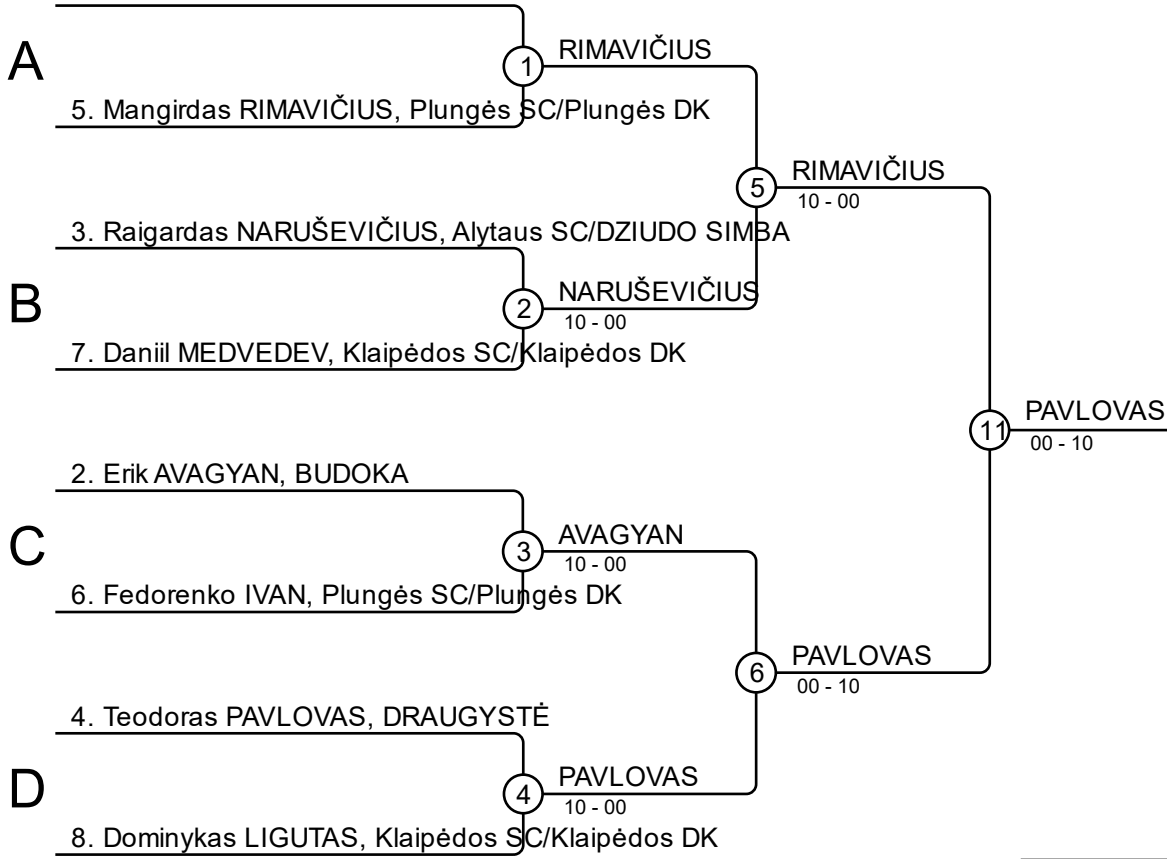 A
1
RIMAVIČIUS
5. Mangirdas RIMAVIČIUS, Plungės SC/Plungės DK
5
RIMAVIČIUS
10 - 00
3. Raigardas NARUŠEVIČIUS, Alytaus SC/DZIUDO SIMBA
B
2
NARUŠEVIČIUS
10 - 00
7. Daniil MEDVEDEV, Klaipėdos SC/Klaipėdos DK
11
PAVLOVAS
00 - 10
2. Erik AVAGYAN, BUDOKA
C
3
AVAGYAN
10 - 00
6. Fedorenko IVAN, Plungės SC/Plungės DK
6
PAVLOVAS
00 - 10
4. Teodoras PAVLOVAS, DRAUGYSTĖ
D
4
PAVLOVAS
10 - 00
8. Dominykas LIGUTAS, Klaipėdos SC/Klaipėdos DK